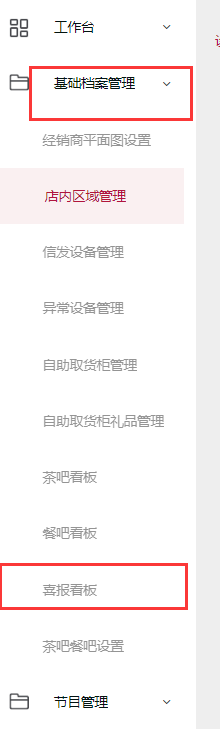 工作台
基础档案管理
经销商平面图设置
店内区域管理
信发设备管理
异常设备管理
自助取货柜管理
自助取货柜礼品管理
茶吧看板
餐吧看板
喜报看板
茶吧餐吧设置
节目管理